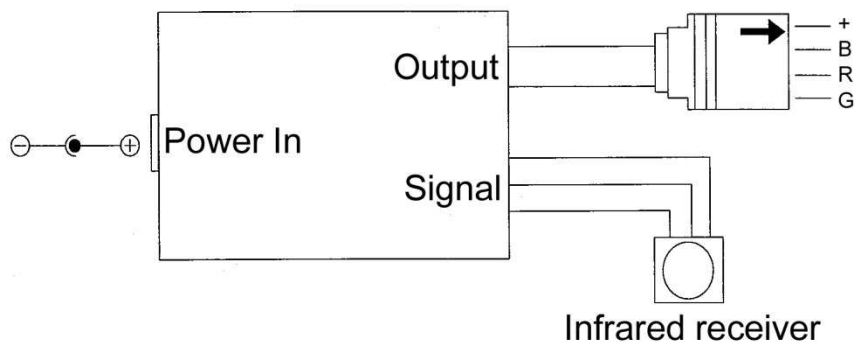 Output
+
B
R
G
− + Power In
Signal
Infrared receiver